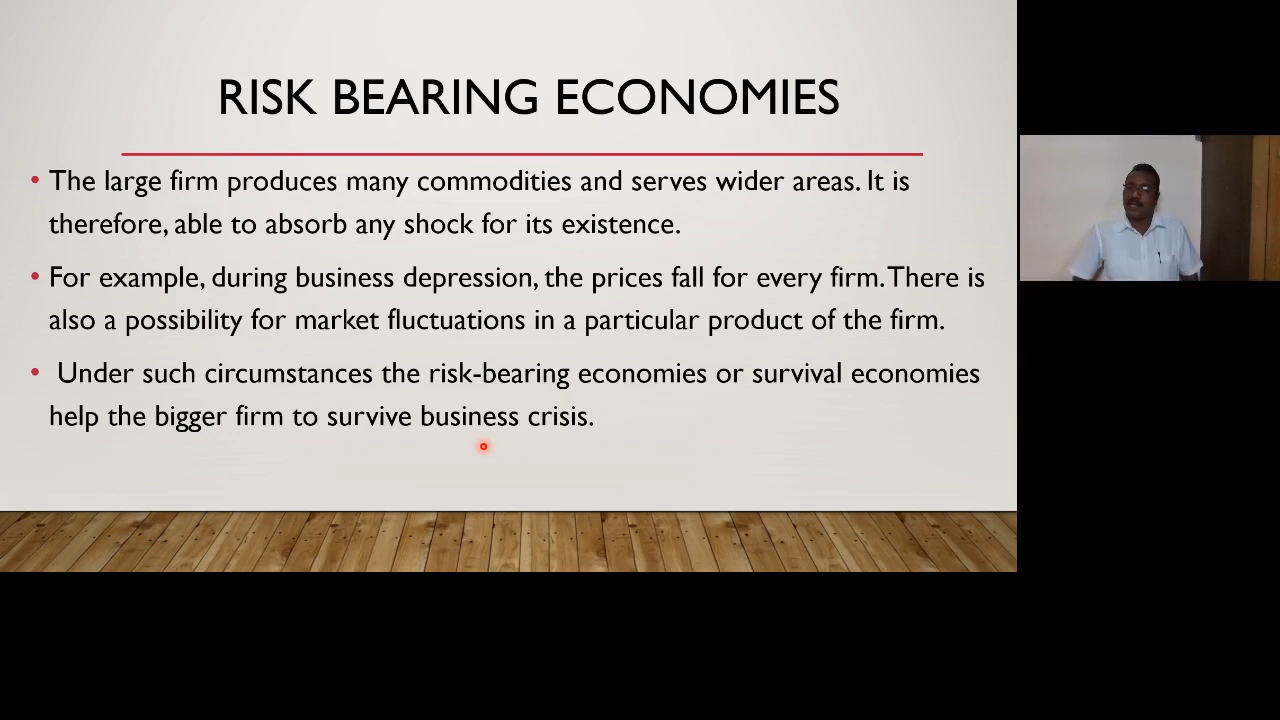 RISK BEARING ECONOMIES
• The large firm produces many commodities and serves wider areas. It is
therefore, able to absorb any shock for its existence.
• For example, during business depression, the prices fall for every firm. There is
also a possibility for market fluctuations in a particular product of the firm.
• Under such circumstances the risk-bearing economies or survival economies
help the bigger firm to survive business crisis.